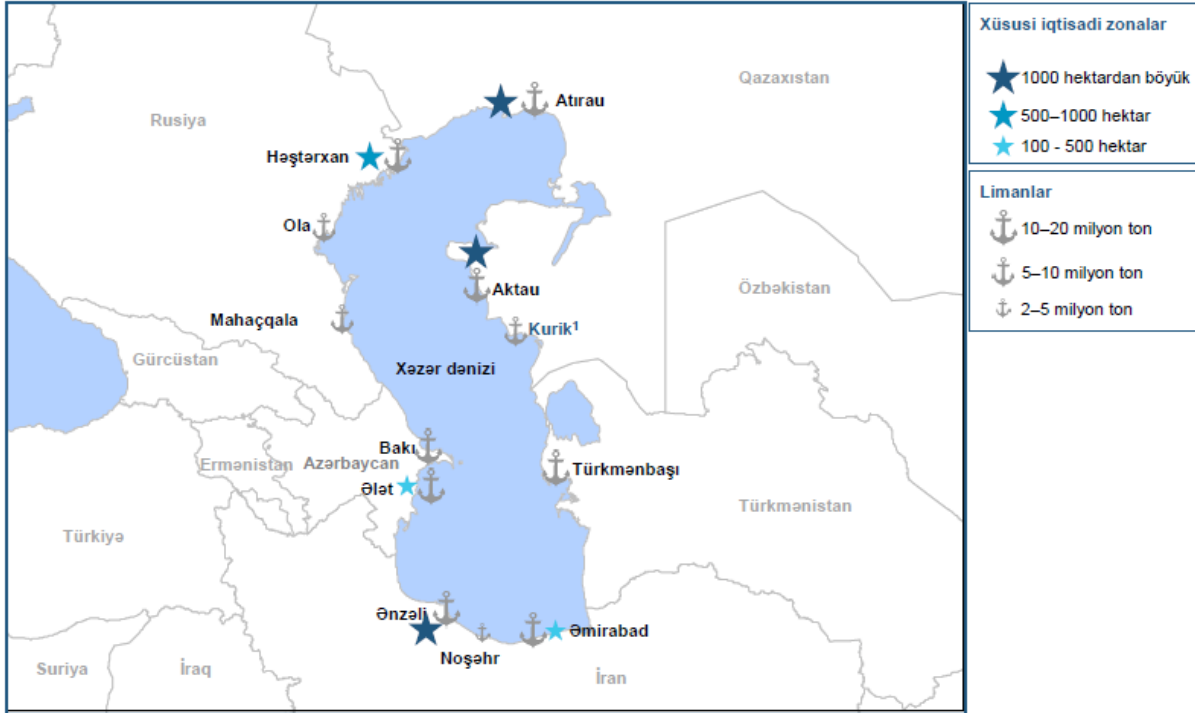 Qazaxıstan
Atırau
Rusiya
Həştərxan
Ola
Aktau
Özbəkistan
Mahaçqala
Kurik¹
Gürcüstan
Xəzər dənizi
Bakı
Ermənistan
Azərbaycan
Türkmənbaşı
Ələt
Türkmənistan
Türkiyə
Ənzəli
Əmirabad
Noşəhr
Suriya
İraq
İran
Xüsusi iqtisadi zonalar
1000 hektardan böyük
500–1000 hektar
100 - 500 hektar
Limanlar
10–20 milyon ton
5–10 milyon ton
2–5 milyon ton